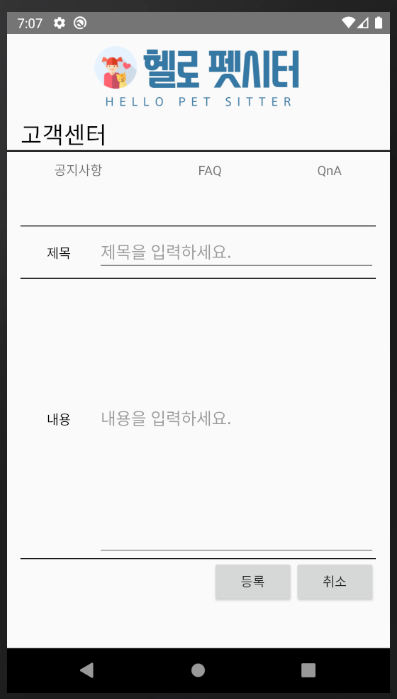 7:07
헬로 펫시터
HELLO PET SITTER
고객센터
공지사항 FAQ QnA
제목 제목을 입력하세요.
내용 내용을 입력하세요.
등록 취소